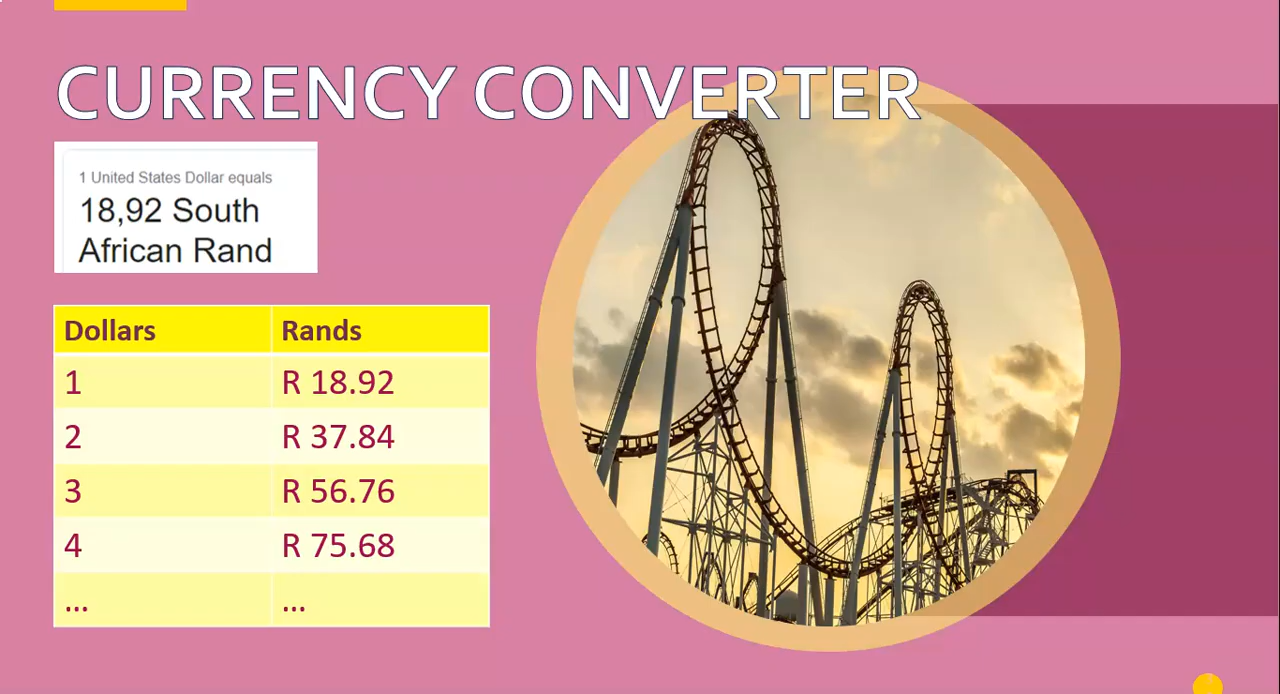 CURRENCY CONVERTER
1 United States Dollar equals
18,92 South
African Rand
Dollars Rands
1 R 18.92
2 R 37.84
3 R 56.76
4 R 75.68
... ...